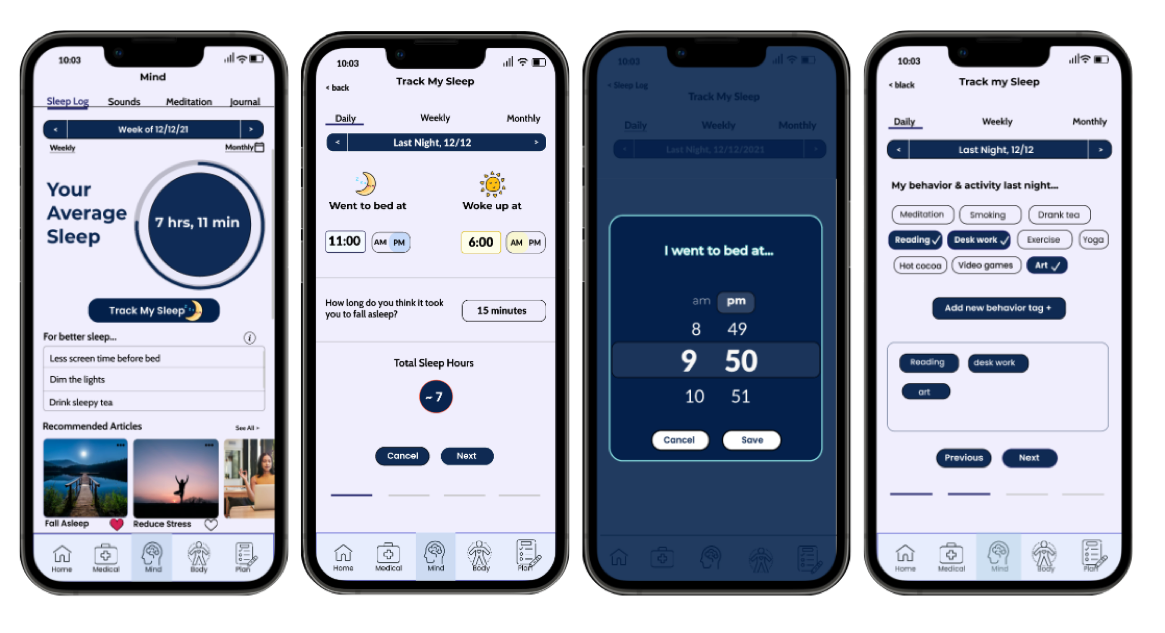 10:03
Mind
Sleep Log Sounds Meditation Journal
< Week of 12/12/21 >
Weekly Monthly
Your
Average
Sleep
7 hrs, 11 min
Track My Sleep
For better sleep... i
Less screen time before bed
Dim the lights
Drink sleepy tea
Recommended Articles See All >
Fall Asleep Reduce Stress
Home Medical Mind Body Plan
10:03
Track My Sleep
< back
Daily Weekly Monthly
< Last Night, 12/12 >
Went to bed at Woke up at
11:00 AM PM 6:00 AM PM
How long do you think it took
you to fall asleep?
15 minutes
Total Sleep Hours
~ 7
Cancel Next
Home Medical Mind Body Plan
10:03
< Sleep Log
Track My Sleep
Daily Weekly Monthly
< Last Night, 12/12/2021 >
I went to bed at...
am pm
8 49
9 50
10 51
Cancel Save
10:03
Track my Sleep
< black
Daily Weekly Monthly
< Last Night, 12/12 >
My behavior & activity last night...
Meditation Smoking Drank tea
Reading ✓ Desk work ✓ Exercise Yoga
Hot cocoa Video games Art ✓
Add new behavior tag +
Reading desk work
art
Previous Next
Home Medical Mind Body Plan